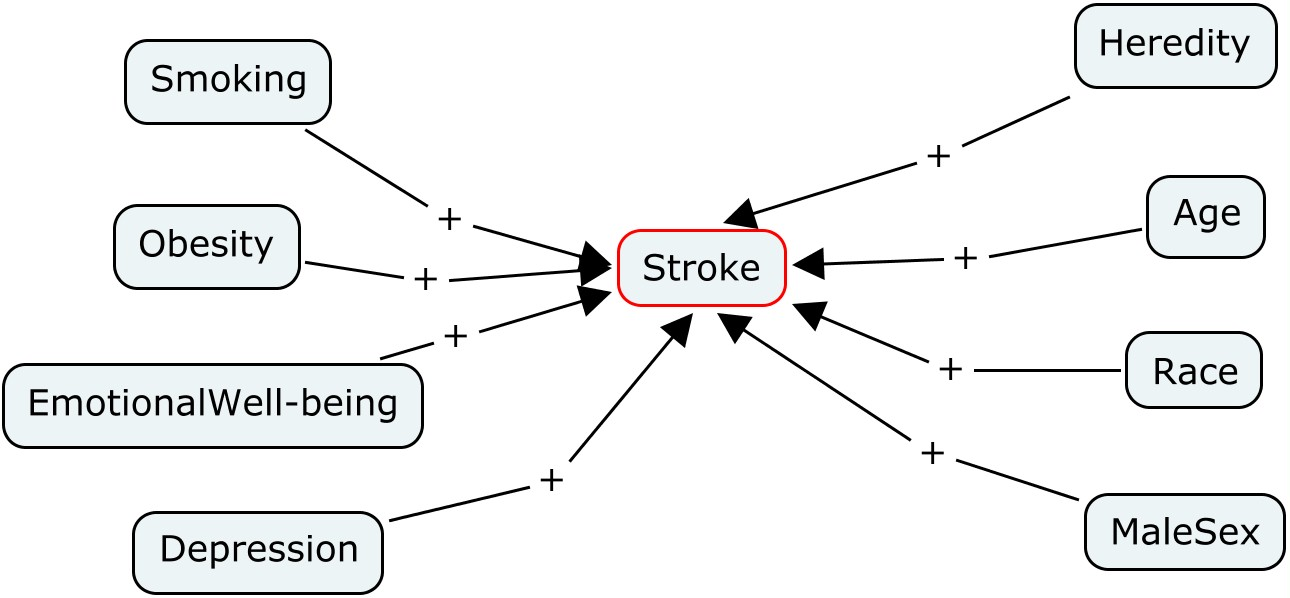 Heredity
Smoking
+
Age
+
Obesity
+
Stroke
+
+
+
Race
+
EmotionalWell-being
+
+
MaleSex
Depression